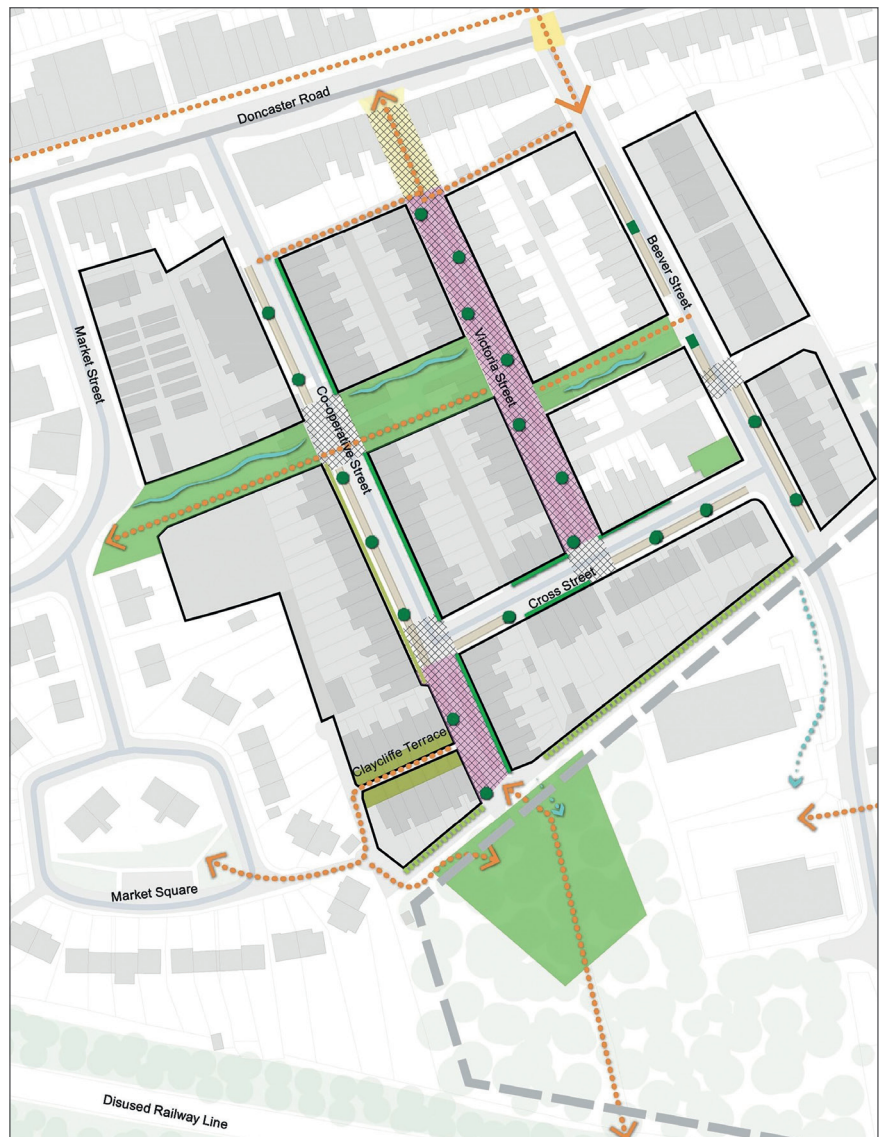 Doncaster Road
Market Street
Co-operative Street
Victoria Street
Beever Street
Cross Street
Claycliffe Terrace
Market Square
Disused Railway Line